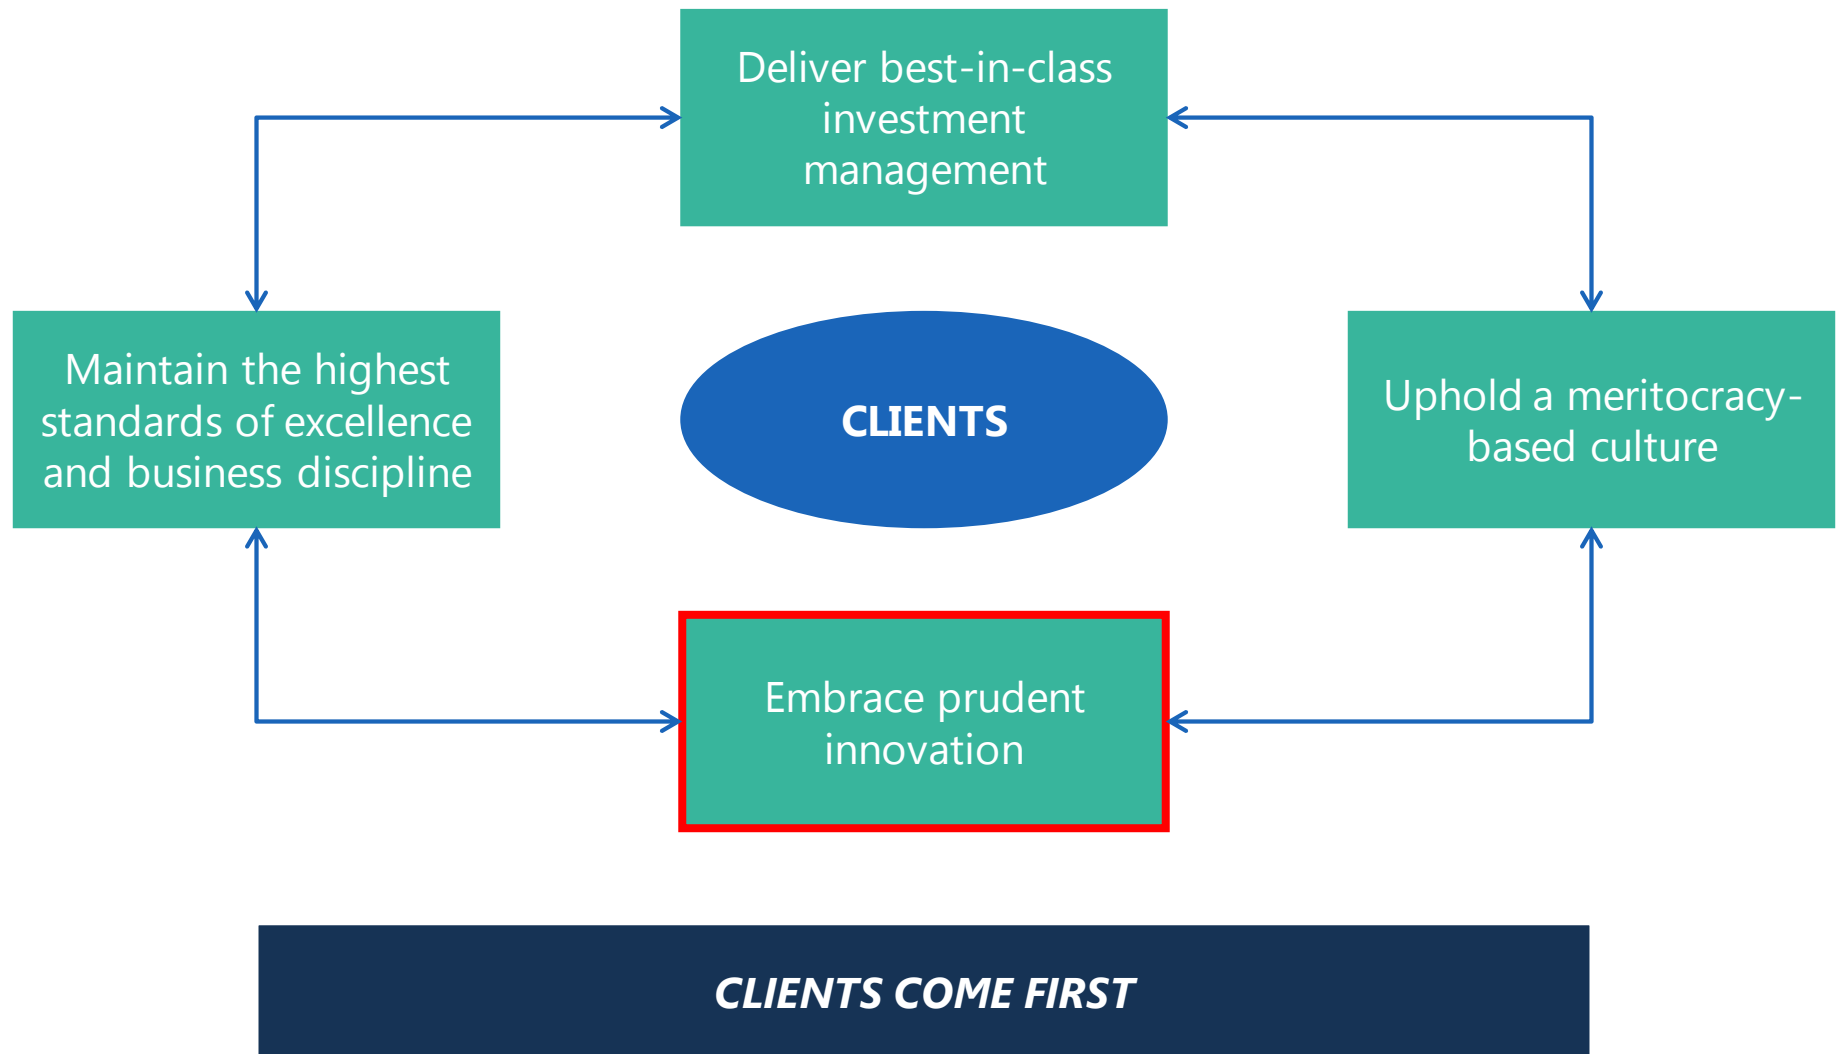 Deliver best-in-class
investment
management
Maintain the highest
standards of excellence
and business discipline
CLIENTS
Uphold a meritocracy-
based culture
Embrace prudent
innovation
CLIENTS COME FIRST